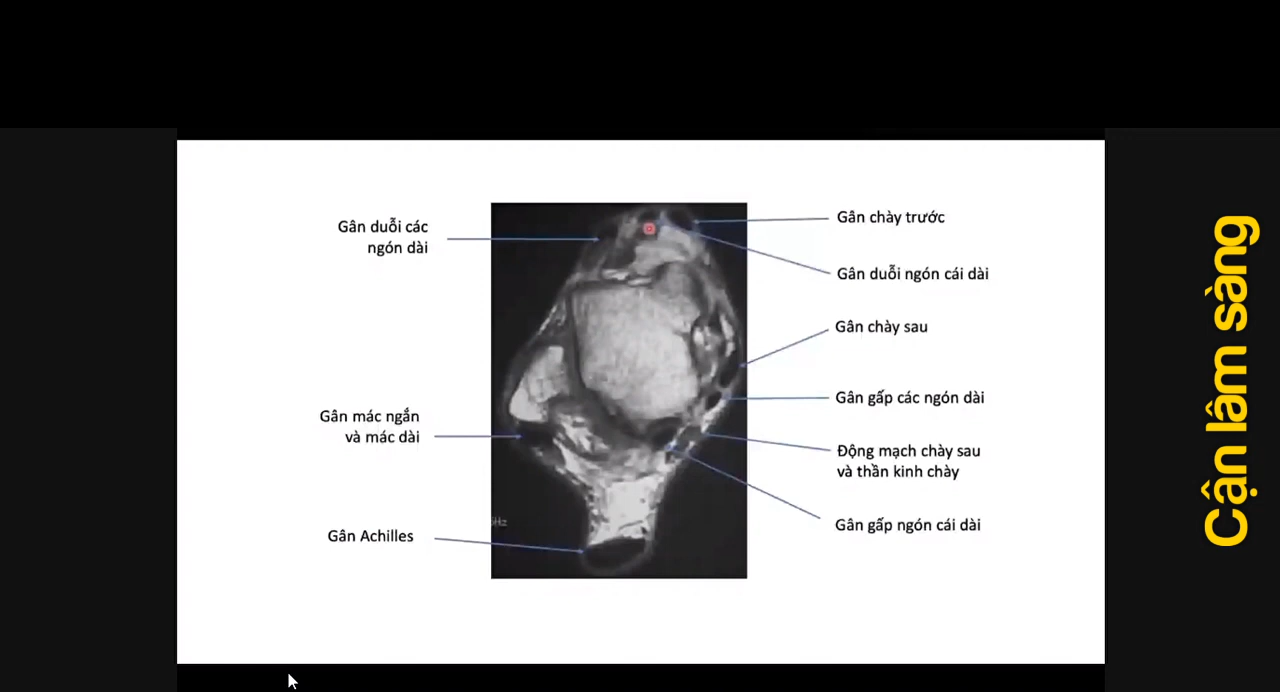 Gân duỗi các
ngón dài
Gân mác ngắn
và mác dài
Gân Achilles
Gân chày trước
Gân duỗi ngón cái dài
Gân chày sau
Gân gấp các ngón dài
Động mạch chày sau
và thần kinh chày
Gân gấp ngón cái dài
Cận lâm sàng